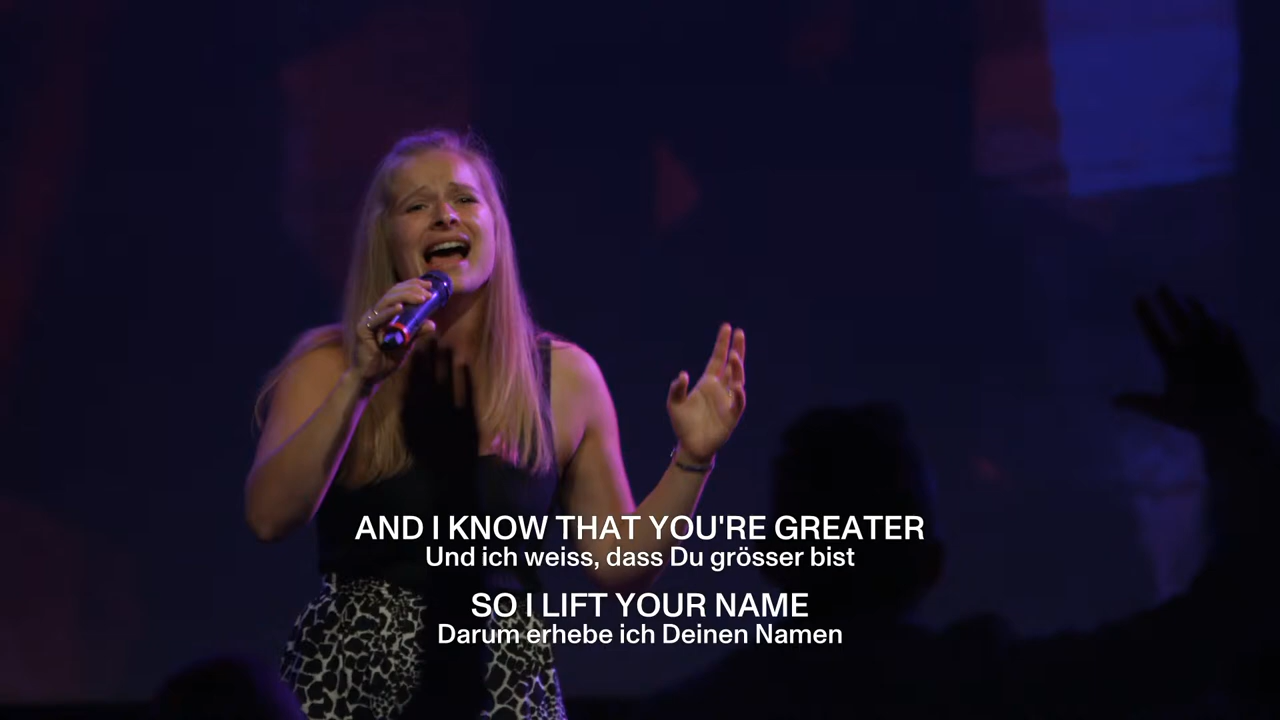 AND I KNOW THAT YOU'RE GREATER
Und ich weiss, dass Du grösser bist
SO I LIFT YOUR NAME
Darum erhebe ich Deinen Namen